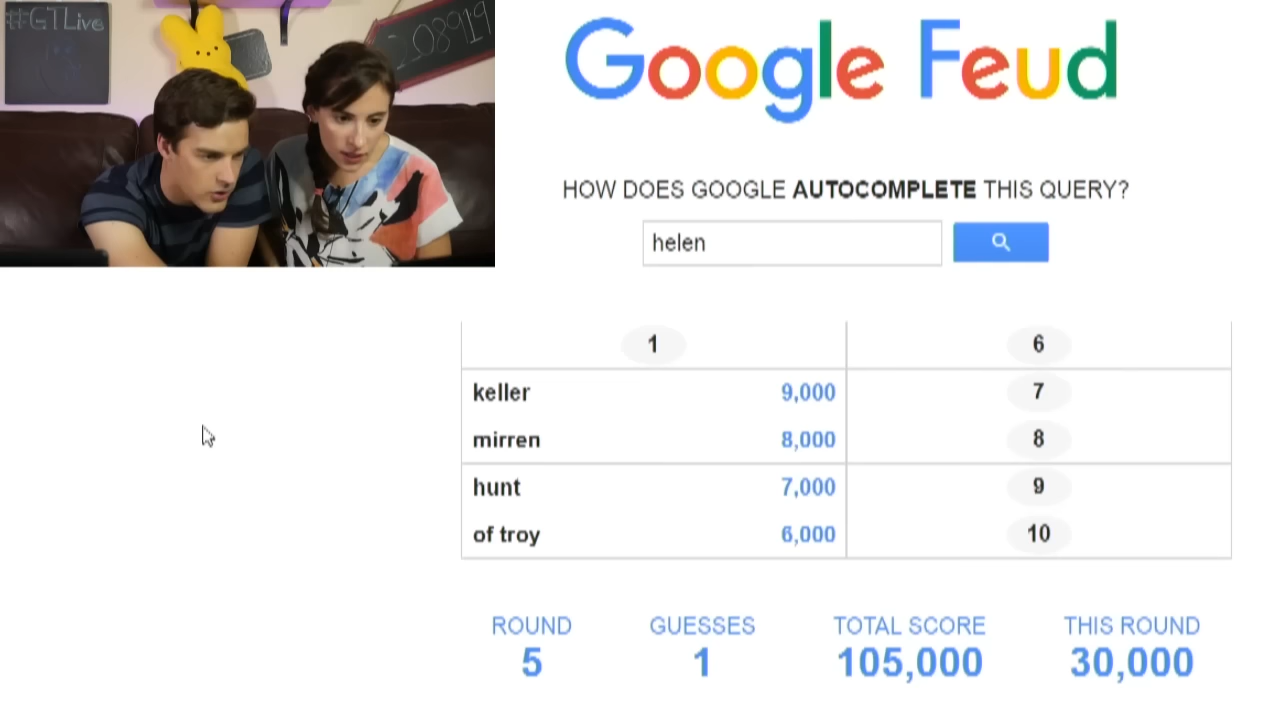 #GTLive
108919
Google Feud
HOW DOES GOOGLE AUTOCOMPLETE THIS QUERY?
helen
1 6
keller 9,000 7
mirren 8,000 8
hunt 7,000 9
of troy 6,000 10
ROUND GUESSES TOTAL SCORE THIS ROUND
5 1 105,000 30,000